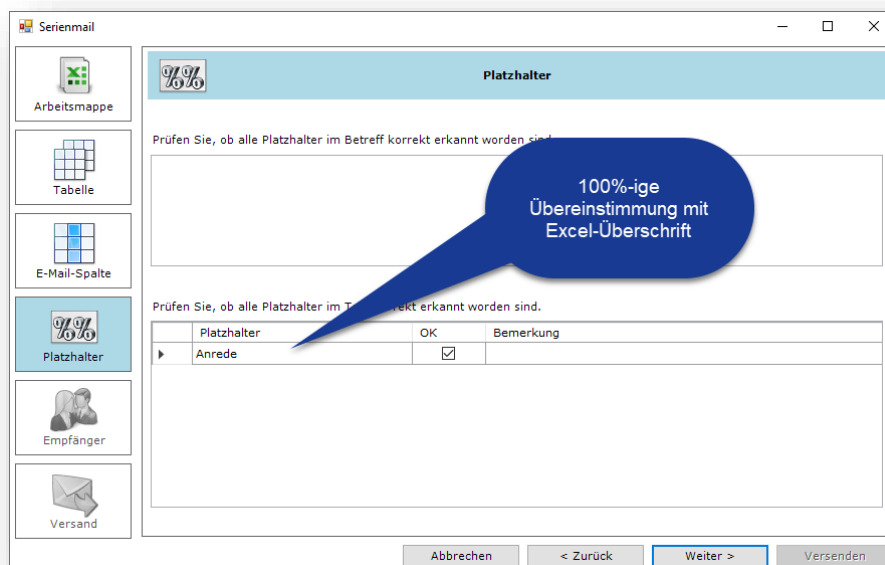 Serienmail
Arbeitsmappe
Tabelle
E-Mail-Spalte
Platzhalter
Empfänger
Versand
%%
Platzhalter
Prüfen Sie, ob alle Platzhalter im Betreff korrekt erkannt worden
100%-ige
Übereinstimmung mit
Excel-Überschrift
Prüfen Sie, ob alle Platzhalter im erkannt worden sind.
Platzhalter OK Bemerkung
Anrede
Abbrechen < Zurück Weiter > Versenden